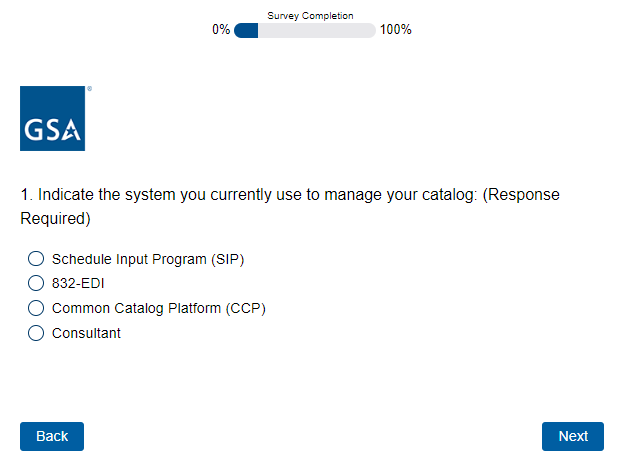 Survey Completion
0% 100%
GSA
1. Indicate the system you currently use to manage your catalog: (Response
Required)
Schedule Input Program (SIP)
832-EDI
Common Catalog Platform (CCP)
Consultant
Back Next